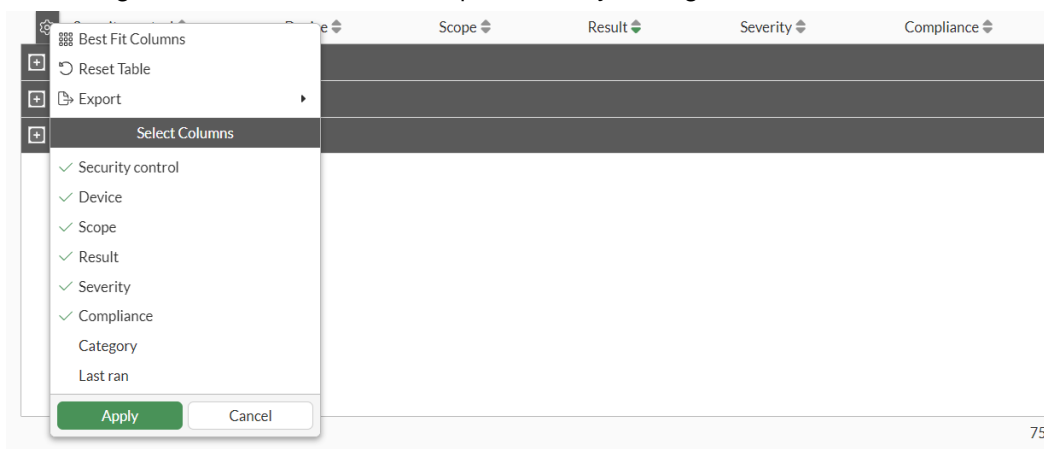 Device Scope Result Severity Compliance
Best Fit Columns
Reset Table
Export
Select Columns
Security control
Device
Scope
Result
Severity
Compliance
Category
Last ran
Apply Cancel
75